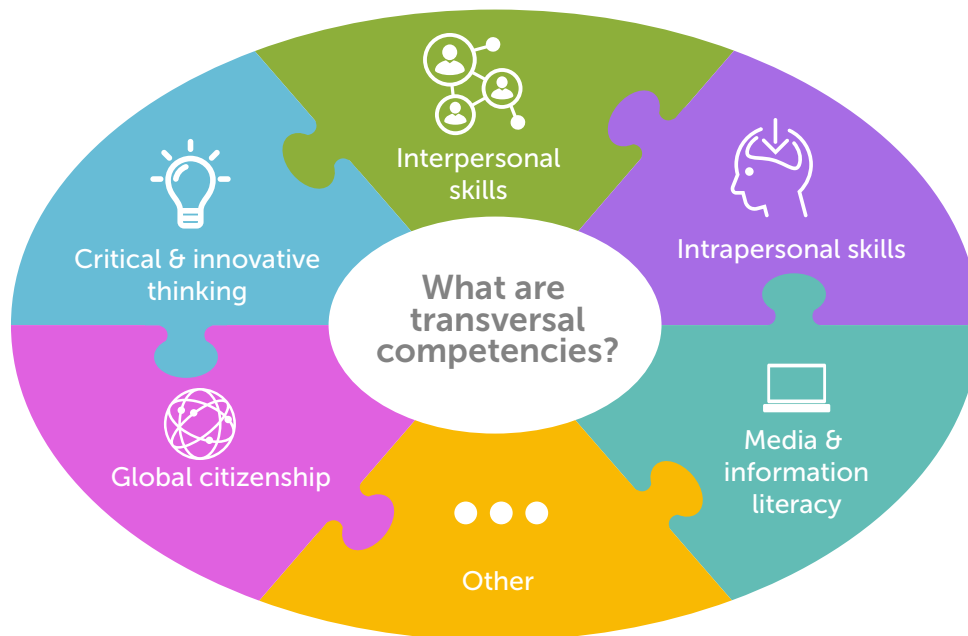 Interpersonal
skills
Critical & innovative
thinking
Intrapersonal skills
What are
transversal
competencies?
Global citizenship
Media &
information
literacy
Other